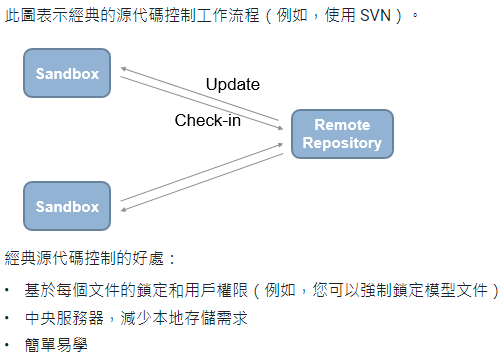 此圖表示經典的源代碼控制工作流程（例如，使用 SVN）。
Sandbox
Update
Check-in
Remote
Repository
Sandbox
經典源代碼控制的好處：
• 基於每個文件的鎖定和用戶權限（例如，您可以強制鎖定模型文件）
• 中央服務器，減少本地存儲需求
• 簡單易學